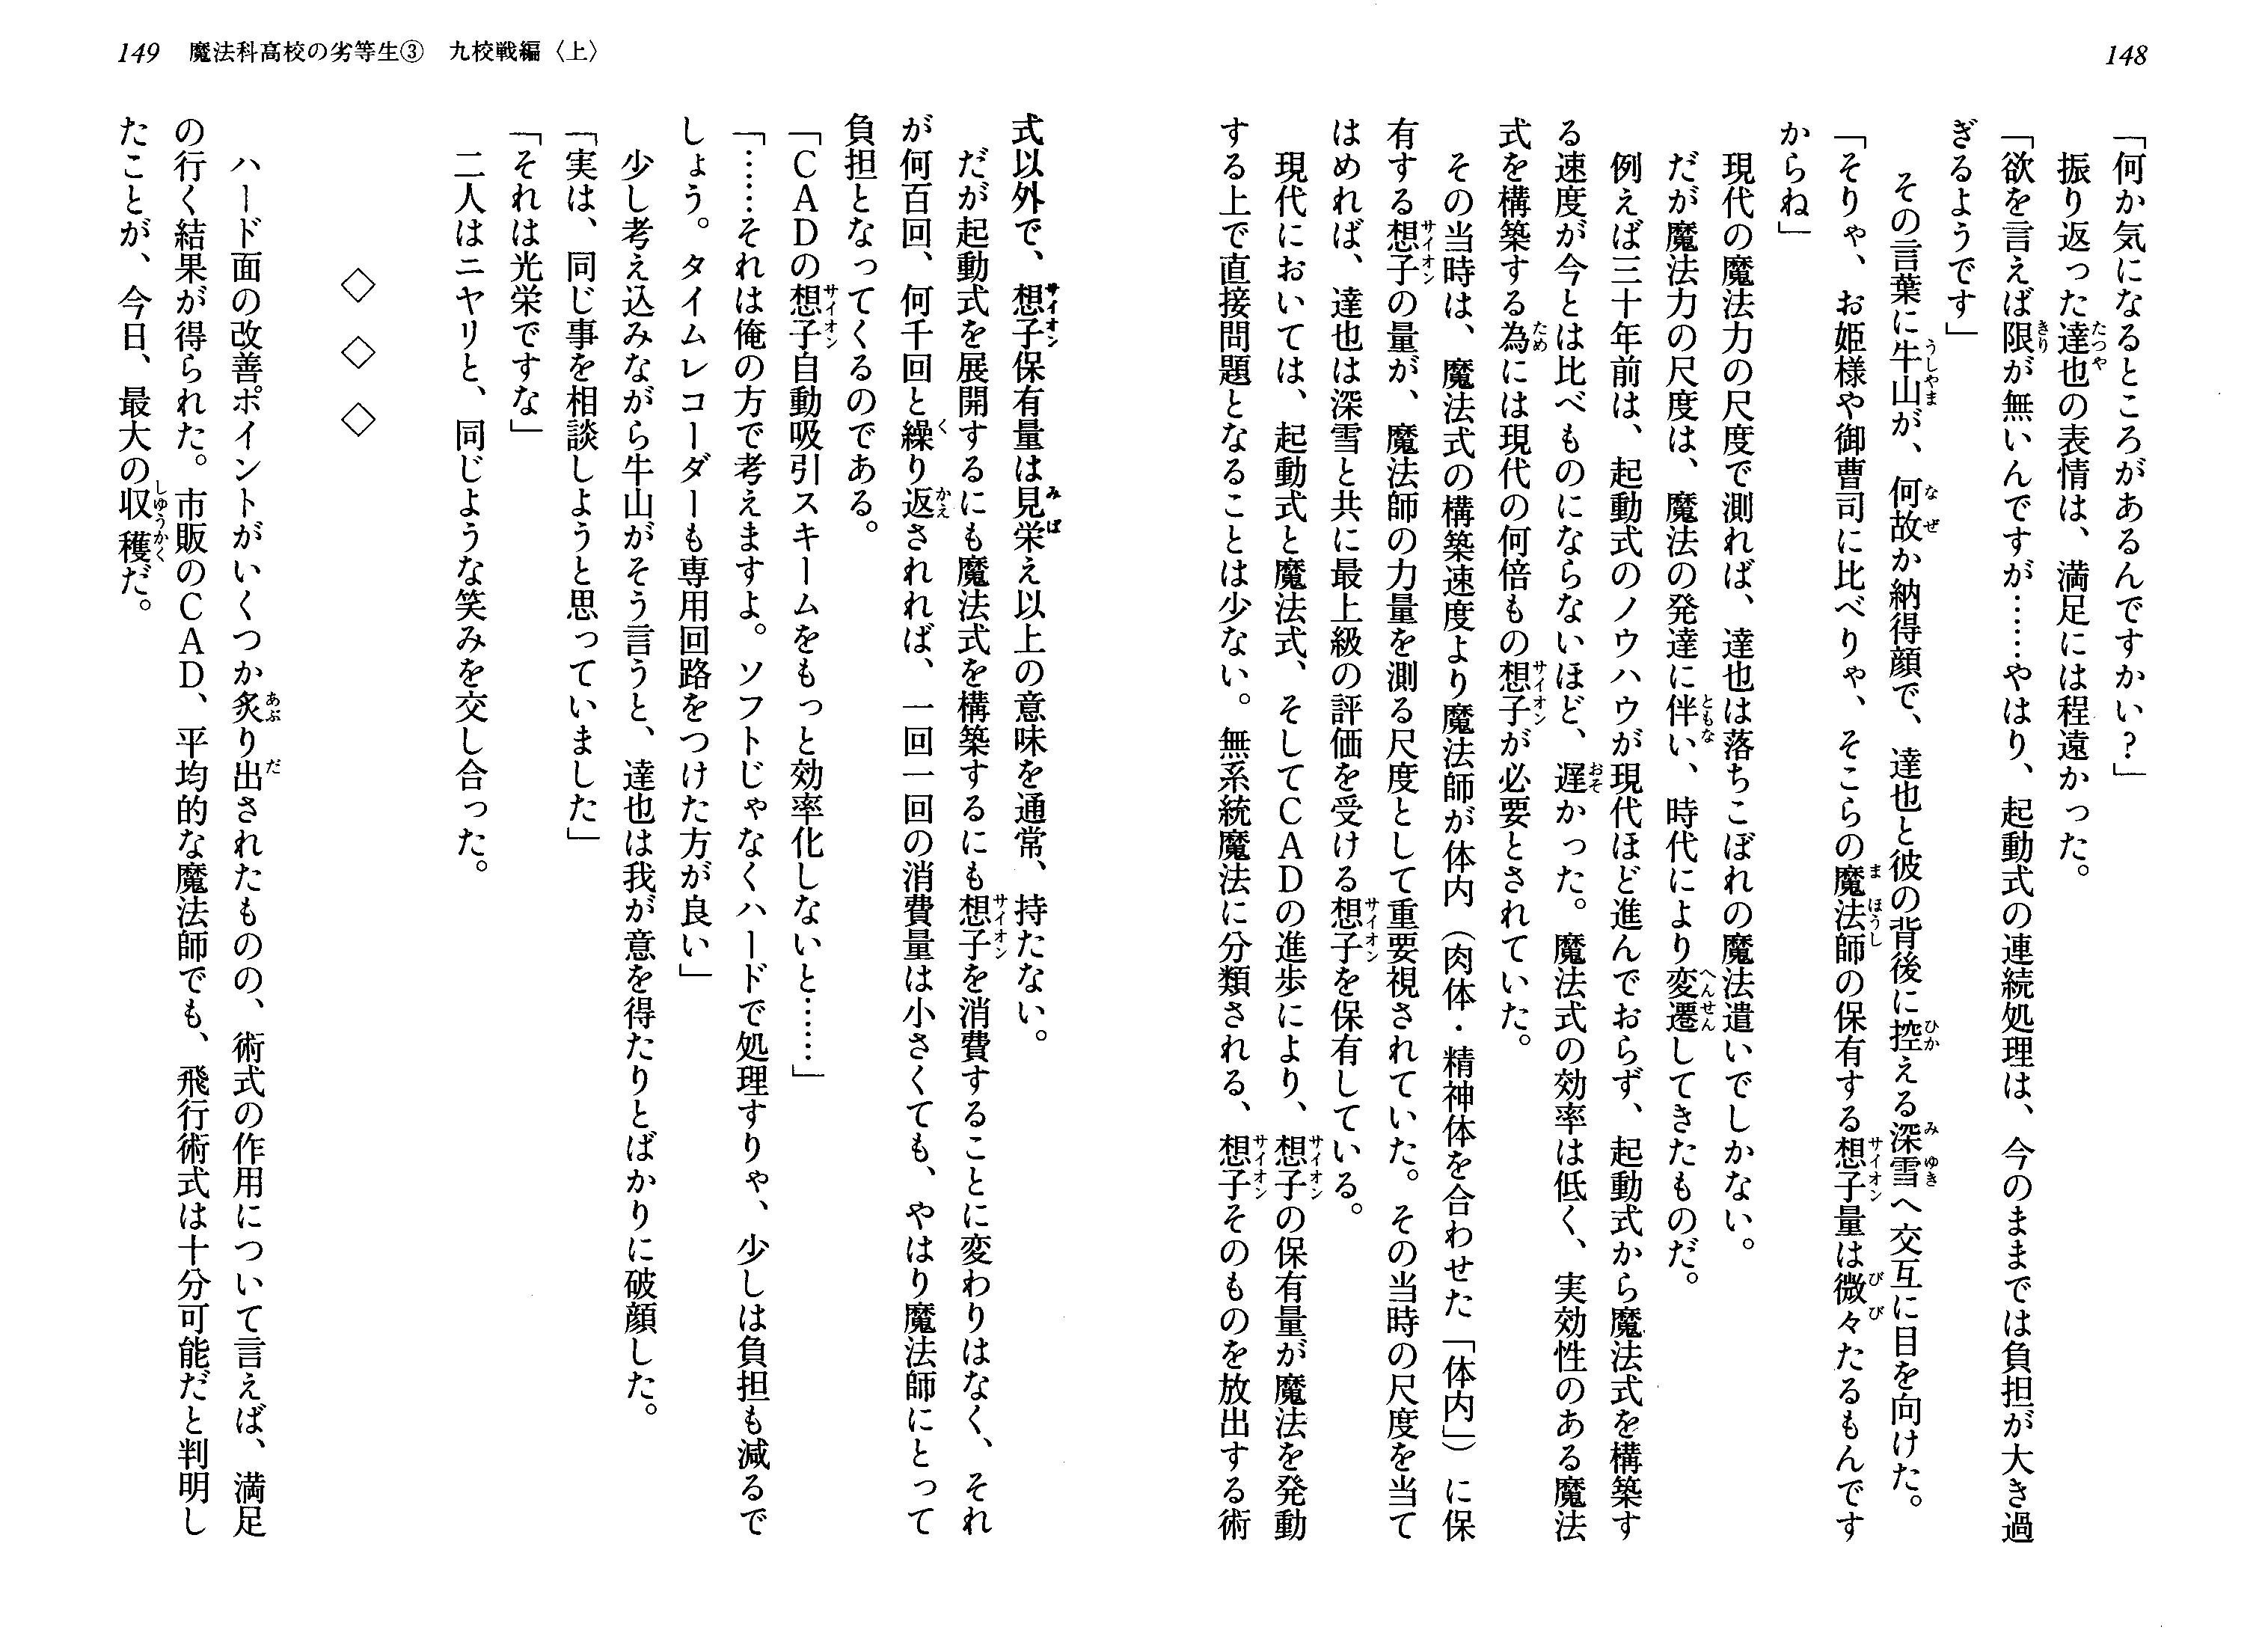 148
「何か気になるところがあるんですかい？」
　振り返った達也の表情は、満足には程遠かった。
「欲を言えば限が無いんですが……やはり、起動式の連続処理は、今のままでは負担が大き過
ぎるようです」
　その言葉に牛山が、何故か納得顔で、達也と彼の背後に控える深雪へ交互に目を向けた。
「そりゃ、お姫様や御曹司に比べりゃ、そこらの魔法師の保有する想子量は微々たるもんです
からね」
　現代の魔法力の尺度で測れば、達也は落ちこぼれの魔法遣いでしかない。
　だが魔法力の尺度は、魔法の発達に伴い、時代により変遷してきたものだ。
　例えば三十年前は、起動式のノウハウが現代ほど進んでおらず、起動式から魔法式を構築す
る速度が今とは比べものにならないほど、遅かった。魔法式の効率は低く、実効性のある魔法
式を構築する為には現代の何倍もの想子が必要とされていた。
　その当時は、魔法式の構築速度より魔法師が体内（肉体・精神体を合わせた「体内」）に保
有する想子の量が、魔法師の力量を測る尺度として重要視されていた。その当時の尺度を当て
はめれば、達也は深雪と共に最上級の評価を受ける想子を保有している。
　現代においては、起動式と魔法式、そしてＣＡＤの進歩により、想子の保有量が魔法を発動
する上で直接問題となることは少ない。無系統魔法に分類される、想子そのものを放出する術
149　魔法科高校の劣等生③　九校戦編〈上〉
式以外で、想子保有量は見栄え以上の意味を通常、持たない。
　だが起動式を展開するにも魔法式を構築するにも想子を消費することに変わりはなく、それ
が何百回、何千回と繰り返されれば、一回一回の消費量は小さくても、やはり魔法師にとって
負担となってくるのである。
「ＣＡＤの想子自動吸引スキームをもっと効率化しないと……」
「……それは俺の方で考えますよ。ソフトじゃなくハードで処理すりゃ、少しは負担も減るで
しょう。タイムレコーダーも専用回路をつけた方が良い」
　少し考え込みながら牛山がそう言うと、達也は我が意を得たりとばかりに破顔した。
「実は、同じ事を相談しようと思っていました」
「それは光栄ですな」
　二人はニヤリと、同じような笑みを交し合った。
◇　◇　◇
　ハード面の改善ポイントがいくつか炙り出されたものの、術式の作用について言えば、満足
の行く結果が得られた。市販のＣＡＤ、平均的な魔法師でも、飛行術式は十分可能だと判明し
たことが、今日、最大の収穫だ。